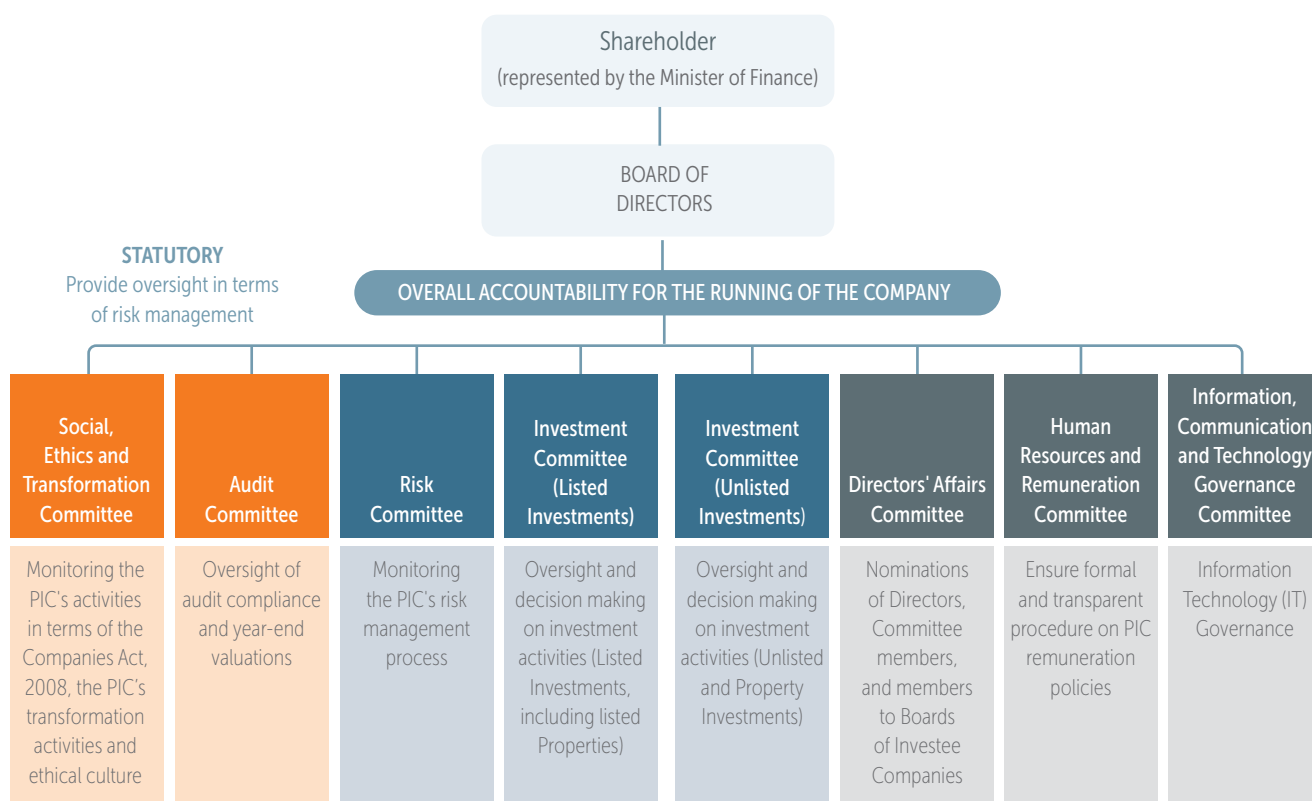 Shareholder
(represented by the Minister of Finance)
BOARD OF
DIRECTORS
STATUTORY
Provide oversight in terms
of risk management
OVERALL ACCOUNTABILITY FOR THE RUNNING OF THE COMPANY
Social,
Ethics and
Transformation
Committee
Monitoring the
PIC's activities
in terms of the
Companies Act,
2008, the PIC's
transformation
activities and
ethical culture
Audit
Committee
Oversight of
audit compliance
and year-end
valuations
Risk
Committee
Monitoring
the PIC's risk
management
process
Investment
Committee
(Listed
Investments)
Oversight and
decision making
on investment
activities (Listed
Investments,
including listed
Properties)
Investment
Committee
(Unlisted
Investments)
Oversight and
decision making
on investment
activities (Unlisted
and Property
Investments)
Directors' Affairs
Committee
Nominations
of Directors,
Committee
members,
and members
to Boards
of Investee
Companies
Human
Resources and
Remuneration
Committee
Ensure formal
and transparent
procedure on PIC
remuneration
policies
Information,
Communication
and Technology
Governance
Committee
Information
Technology (IT)
Governance